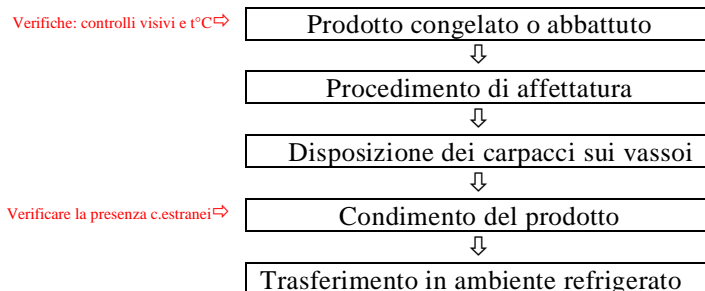 Verifiche: controlli visivi e t°C⇨ Prodotto congelato o abbattuto
⇩
Procedimento di affettatura
⇩
Disposizione dei carpacci sui vassoi
⇩
Verificare la presenza c.estranei⇨ Condimento del prodotto
⇩
Trasferimento in ambiente refrigerato